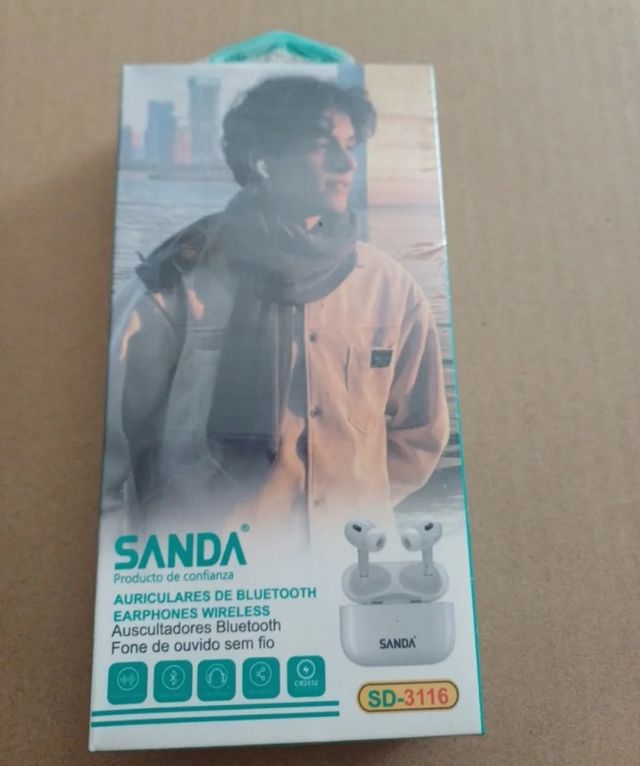 SANDA®
Producto de confianza
AURICULARES DE BLUETOOTH
EARPHONES WIRELESS
Auscultadores Bluetooth
Fone de ouvido sem fio
CR2032
SANDA
SD-3116